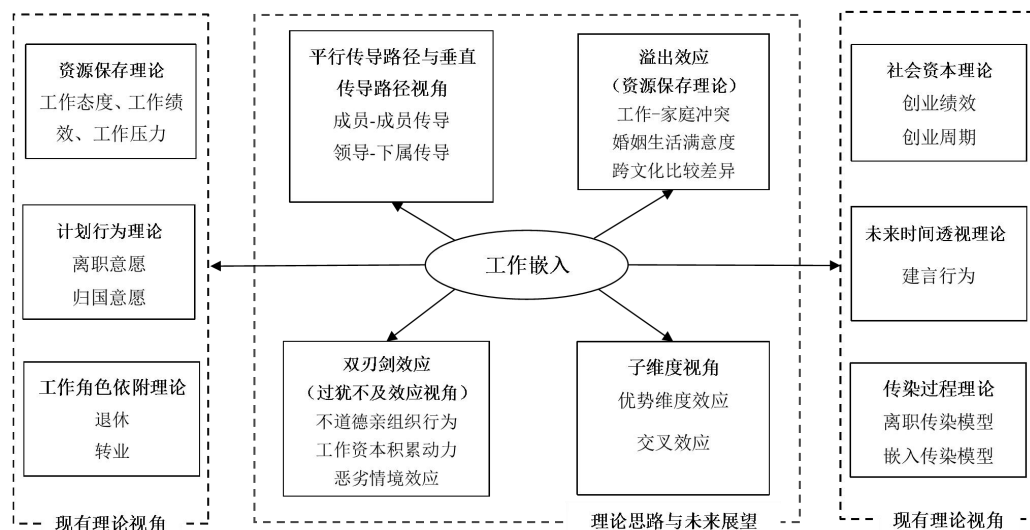 资源保存理论
工作态度、工作绩
效、工作压力
计划行为理论
离职意愿
归国意愿
工作角色依附理论
退休
转业
现有理论视角
平行传导路径与垂直
传导路径视角
成员-成员传导
领导-下属传导
溢出效应
（资源保存理论）
工作-家庭冲突
婚姻生活满意度
跨文化比较差异
工作嵌入
双刃剑效应
（过犹不及效应视角）
不道德亲组织行为
工作资本积累动力
恶劣情境效应
子维度视角
优势维度效应
交叉效应
理论思路与未来展望
社会资本理论
创业绩效
创业周期
未来时间透视理论
建言行为
传染过程理论
离职传染模型
嵌入传染模型
现有理论视角